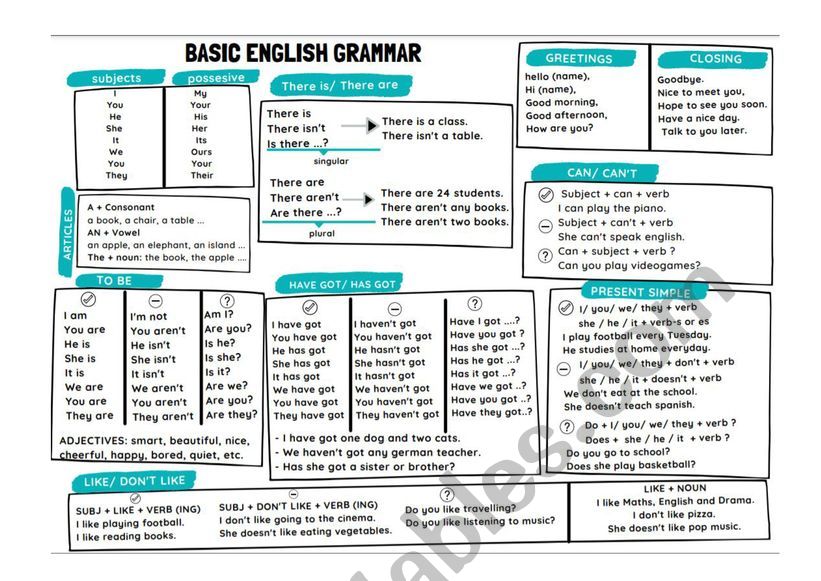 BASIC ENGLISH GRAMMAR
subjects
I
You
He
She
It
We
You
They
possesive
My
Your
His
Her
Its
Ours
Your
Their
ARTICLES
A + Consonant
a book, a chair, a table ...
AN + Vowel
an apple, an elephant, an island ...
The + noun: the book, the apple ....
There is/ There are
There is
There isn't
Is there ...?
There is a class.
There isn't a table.
singular
There are
There aren't
Are there ...?
There are 24 students.
There aren't any books.
There aren't two books.
plural
GREETINGS
hello (name),
Hi (name),
Good morning,
Good afternoon,
How are you?
CLOSING
Goodbye.
Nice to meet you,
Hope to see you soon.
Have a nice day.
Talk to you later.
CAN/ CAN'T
Subject + can + verb
I can play the piano.
Subject + can't + verb
She can't speak english.
Can + subject + verb ?
Can you play videogames?
TO BE
I am
You are
He is
She is
It is
We are
You are
They are
I'm not
You aren't
He isn't
She isn't
It isn't
We aren't
You aren't
They aren't
Am I?
Are you?
Is he?
Is she?
Is it?
Are we?
Are you?
Are they?
ADJECTIVES: smart, beautiful, nice,
cheerful, happy, bored, quiet, etc.
HAVE GOT/ HAS GOT
I have got
You have got
He has got
She has got
It has got
We have got
You have got
They have got
I haven't got
You haven't got
He hasn't got
She hasn't got
It hasn't got
We haven't got
You haven't got
They haven't got
Have I got ....?
Have you got ?
Has she got ...?
Has he got ...?
Has it got ...?
Have we got ..?
Have you got ..?
Have they got..?
- I have got one dog and two cats.
- We haven't got any german teacher.
- Has she got a sister or brother?
PRESENT SIMPLE
I/ you/ we/ they + verb
she / he / it + verb-s or es
I play football every Tuesday.
He studies at home everyday.
I/ you/ we/ they + don't + verb
she / he / it + doesn't + verb
We don't eat at the school.
She doesn't teach spanish.
Do + I/ you/ we/ they + verb ?
Does + she / he / it + verb ?
Do you go to school?
Does she play basketball?
LIKE/ DON'T LIKE
SUBJ + LIKE + VERB (ING)
I like playing football.
I like reading books.
SUBJ + DON'T LIKE + VERB (ING)
I don't like going to the cinema.
She doesn't like eating vegetables.
Do you like travelling?
Do you like listening to music?
LIKE + NOUN
I like Maths, English and Drama.
I don't like pizza.
She doesn't like pop music.